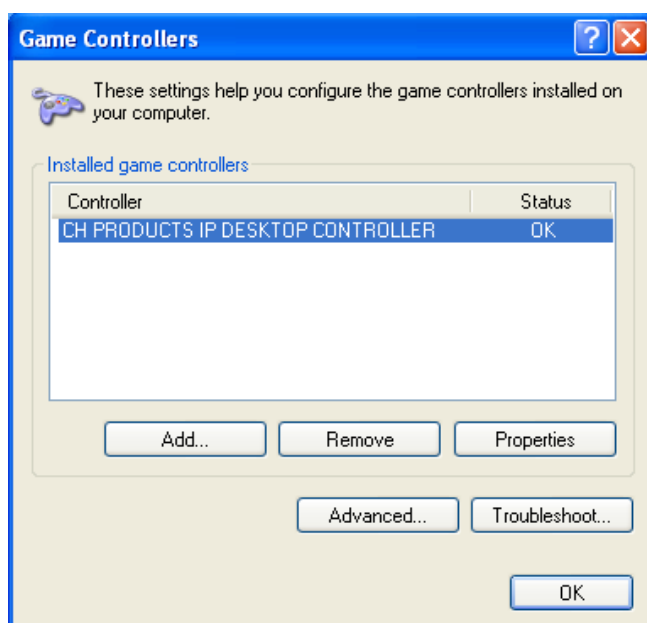 Game Controllers
These settings help you configure the game controllers installed on
your computer.
Installed game controllers
Controller Status
CH PRODUCTS IP DESKTOP CONTROLLER OK
Add... Remove Properties
Advanced... Troubleshoot...
OK